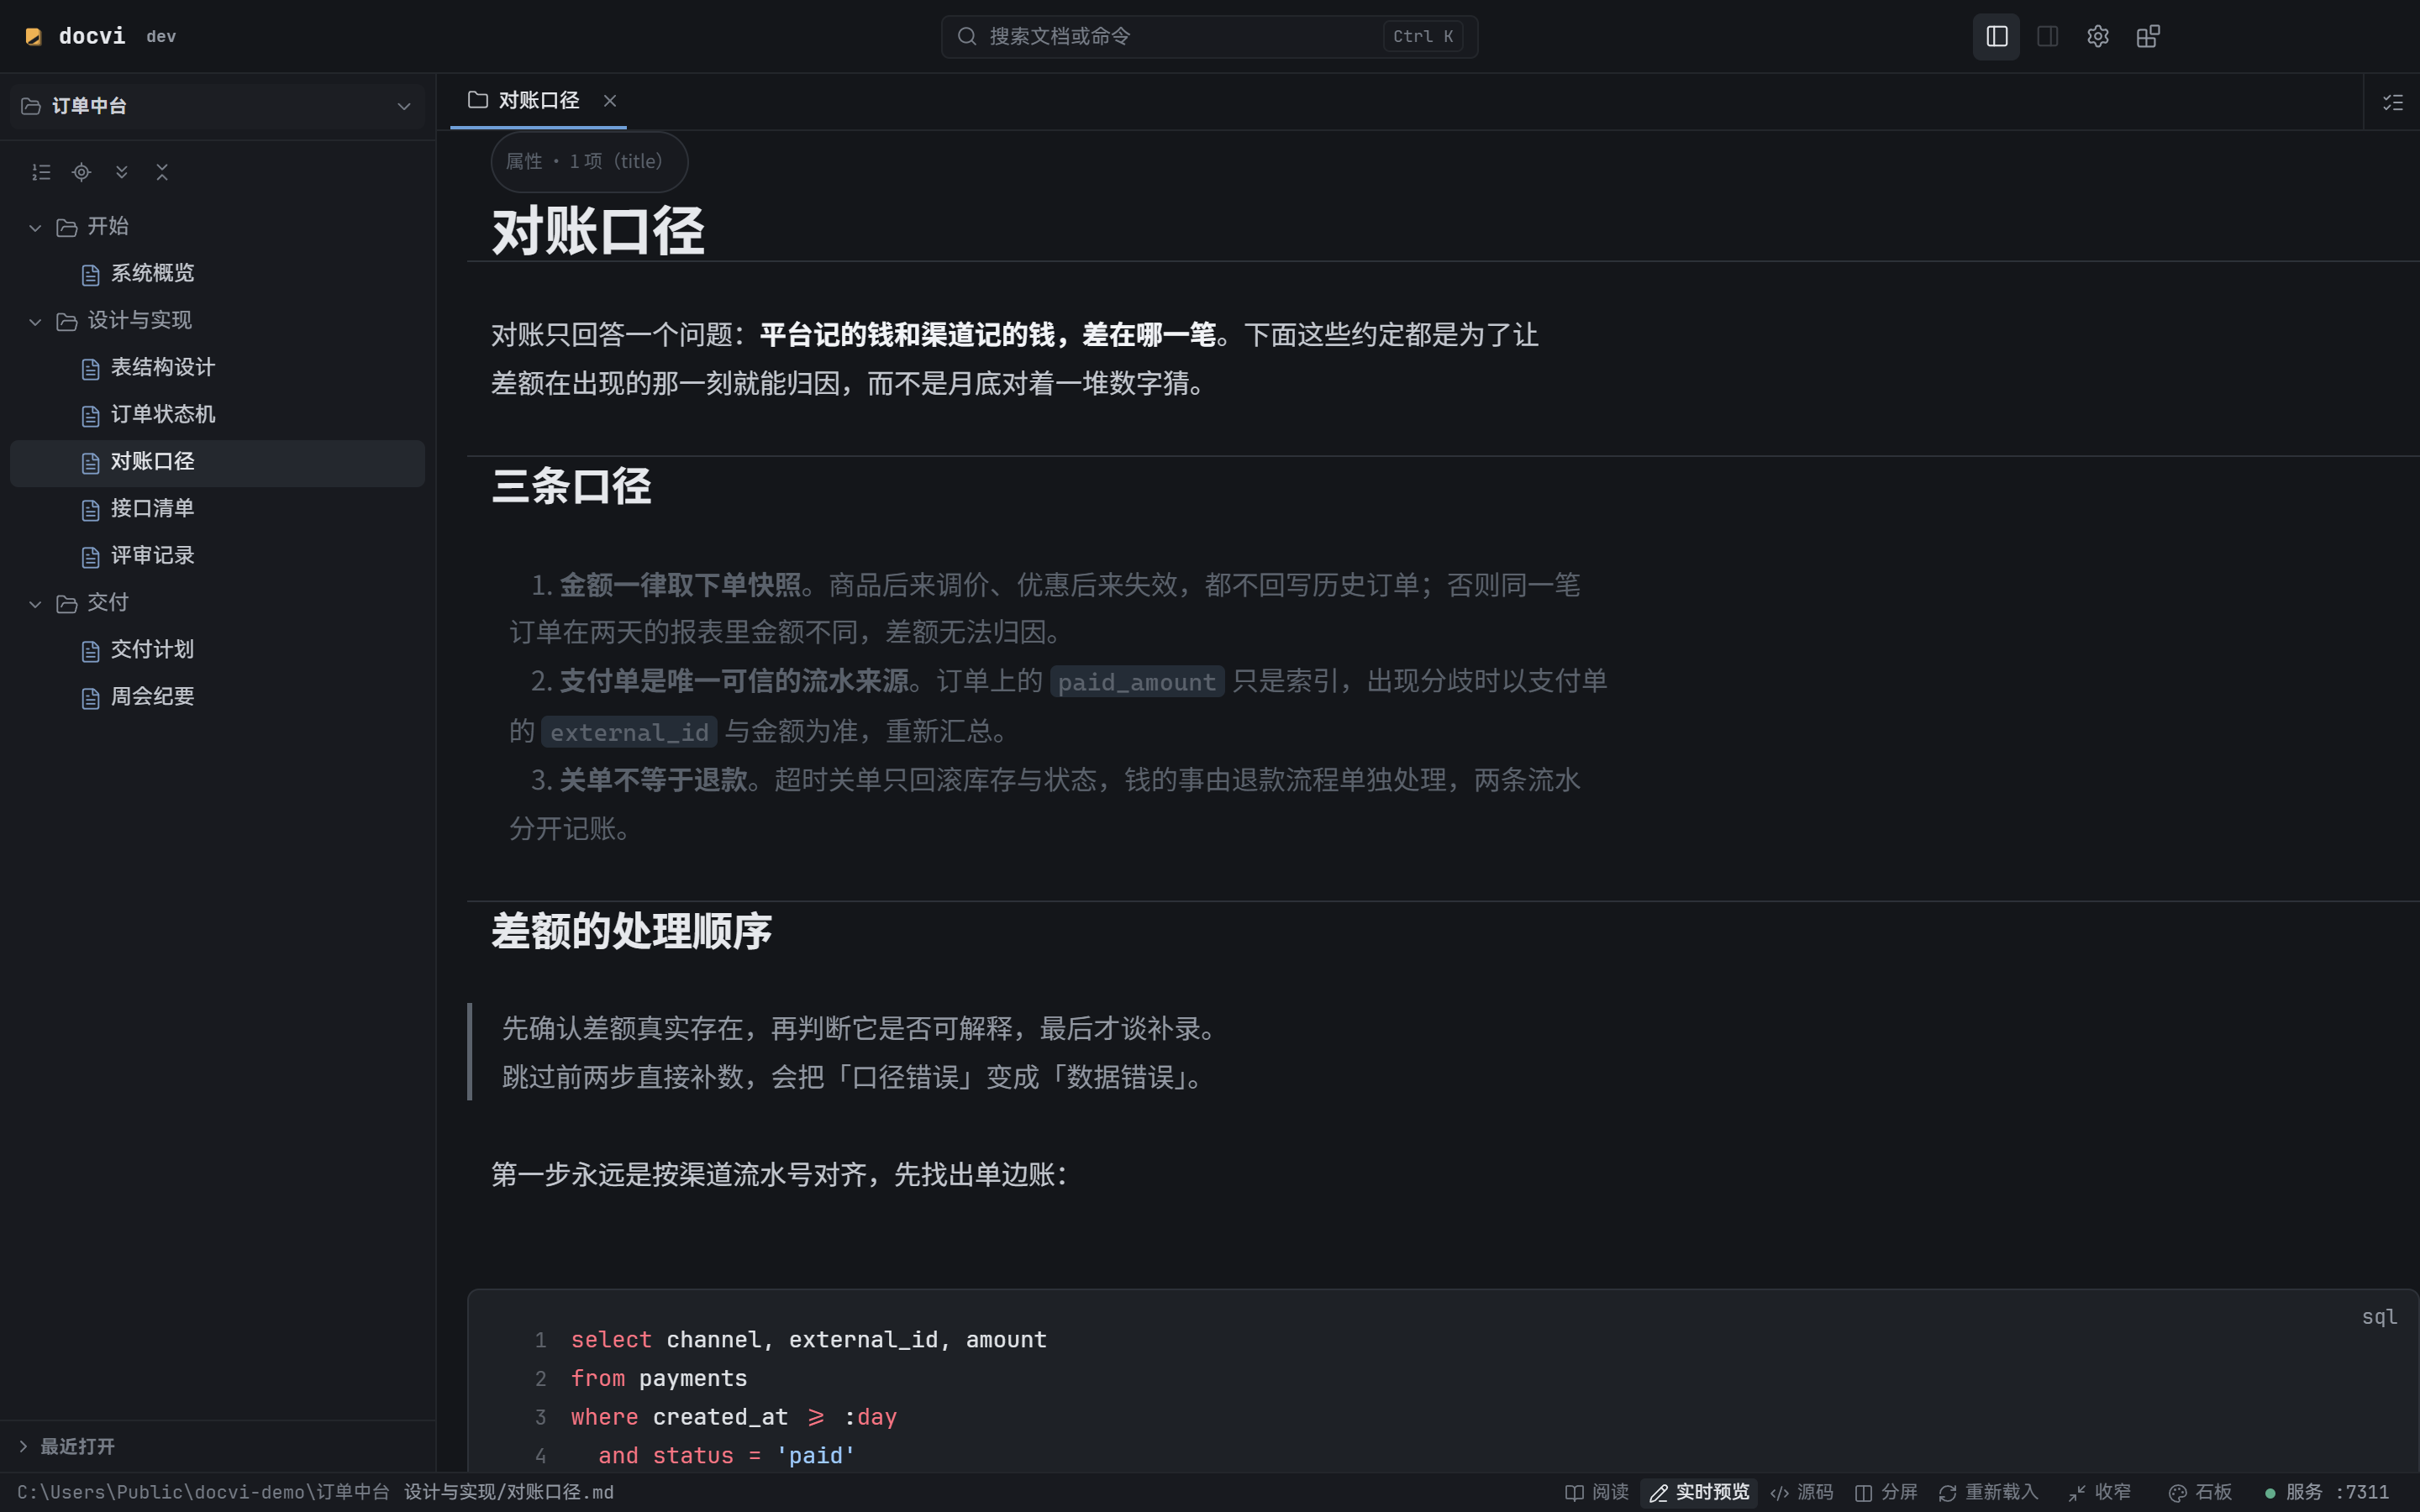 docvi dev
搜索文档或命令 Ctrl K
订单中台
对账口径
开始
系统概览
设计与实现
表结构设计
订单状态机
对账口径
接口清单
评审记录
交付
交付计划
周会纪要
最近打开
属性 · 1 项（title）
对账口径
对账只回答一个问题：平台记的钱和渠道记的钱，差在哪一笔。下面这些约定都是为了让
差额在出现的那一刻就能归因，而不是月底对着一堆数字猜。
三条口径
1. 金额一律取下单快照。商品后来调价、优惠后来失效，都不回写历史订单；否则同一笔
订单在两天的报表里金额不同，差额无法归因。
2. 支付单是唯一可信的流水来源。订单上的 paid_amount 只是索引，出现分歧时以支付单
的 external_id 与金额为准，重新汇总。
3. 关单不等于退款。超时关单只回滚库存与状态，钱的事由退款流程单独处理，两条流水
分开记账。
差额的处理顺序
先确认差额真实存在，再判断它是否可解释，最后才谈补录。
跳过前两步直接补数，会把「口径错误」变成「数据错误」。
第一步永远是按渠道流水号对齐，先找出单边账：
sql
1 select channel, external_id, amount
2 from payments
3 where created_at >= :day
4 and status = 'paid'
C:\Users\Public\docvi-demo\订单中台 设计与实现/对账口径.md
阅读 实时预览 源码 分屏 重新载入 收窄 石板 服务 :7311